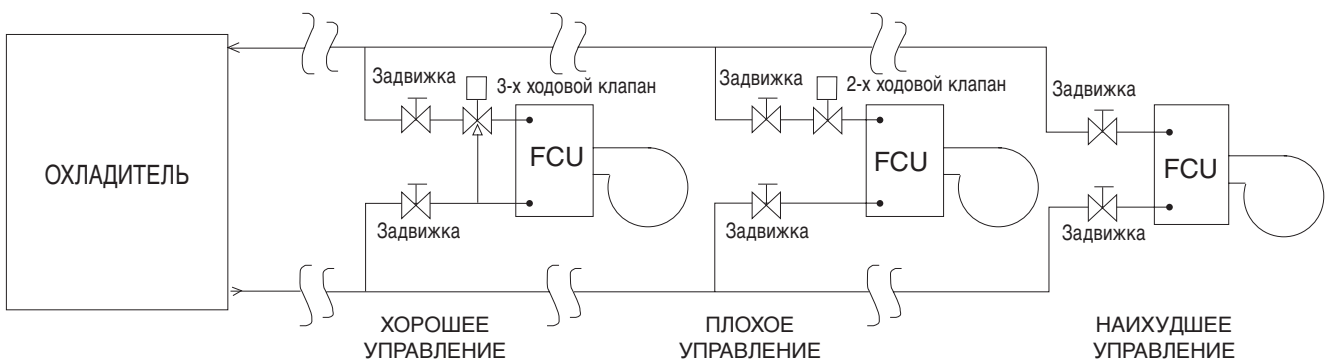 ОХЛАДИТЕЛЬ
Задвижка
3-х ходовой клапан
FCU
Задвижка
ХОРОШЕЕ
УПРАВЛЕНИЕ
Задвижка
2-х ходовой клапан
FCU
Задвижка
ПЛОХОЕ
УПРАВЛЕНИЕ
Задвижка
FCU
Задвижка
НАИХУДШЕЕ
УПРАВЛЕНИЕ